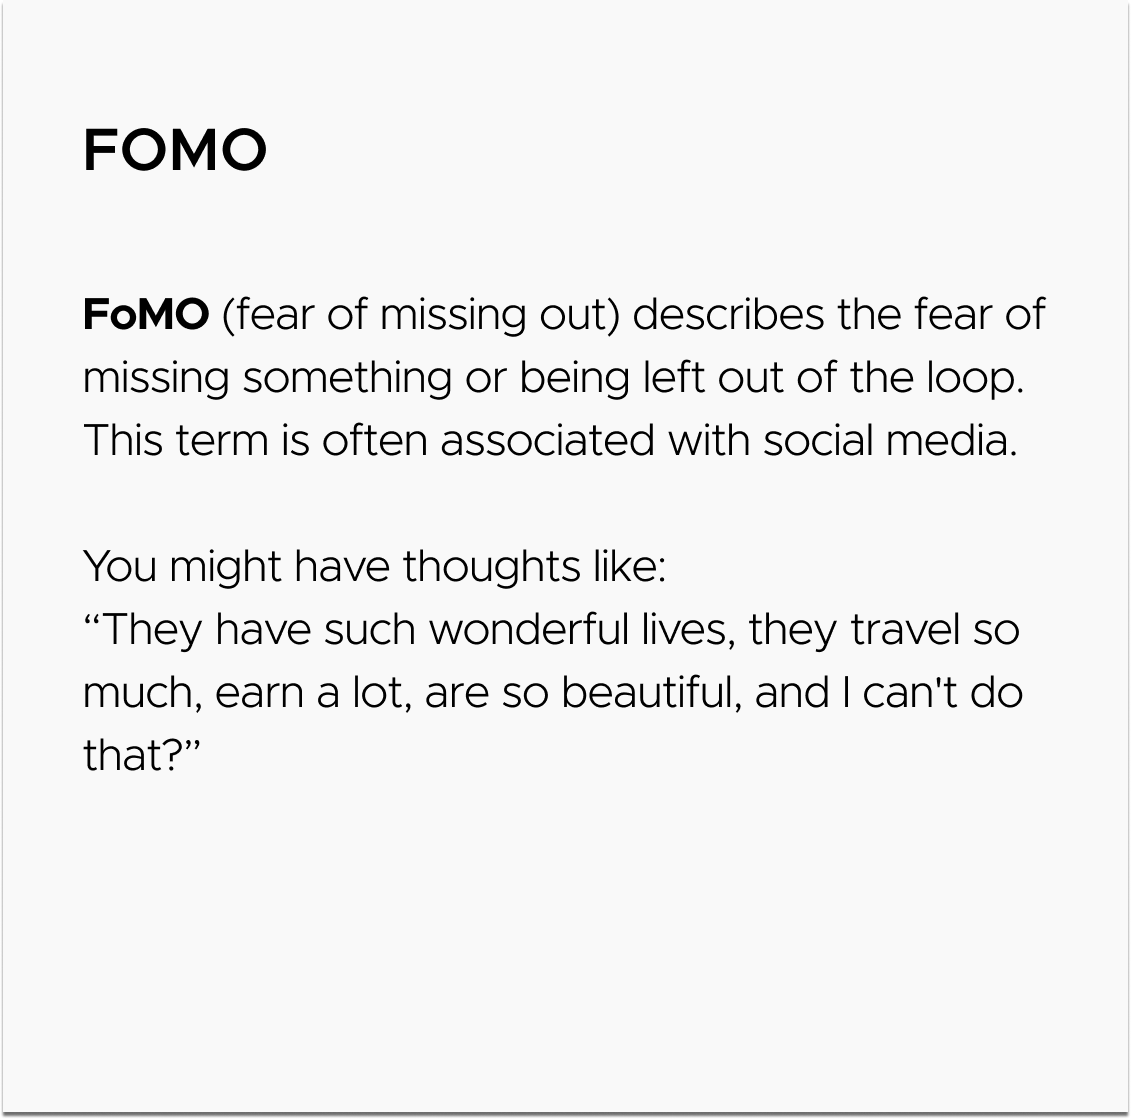 FOMO
FoMO (fear of missing out) describes the fear of
missing something or being left out of the loop.
This term is often associated with social media.
You might have thoughts like:
“They have such wonderful lives, they travel so
much, earn a lot, are so beautiful, and I can't do
that?”